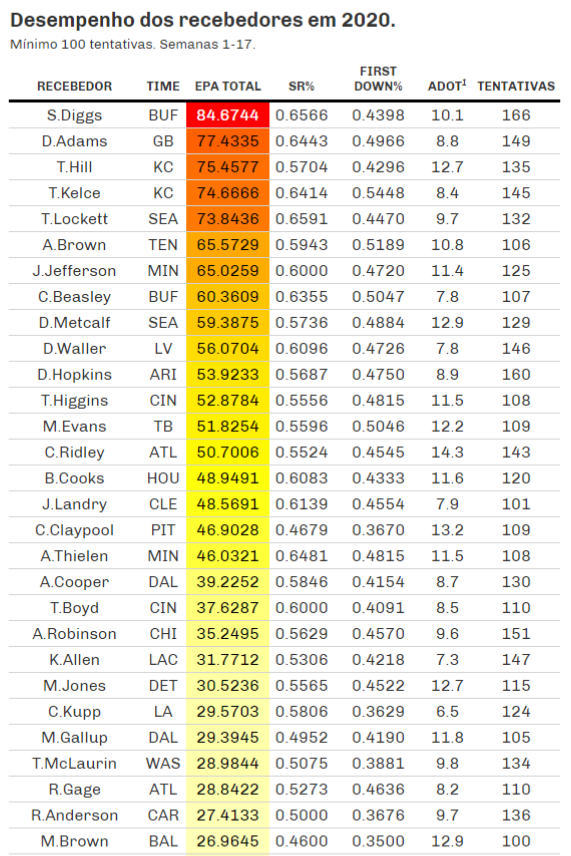 Desempenho dos recebedores em 2020.
Mínimo 100 tentativas. Semanas 1-17.
RECEBEDOR TIME EPA TOTAL SR% FIRST DOWN% ADOT¹ TENTATIVAS
S.Diggs BUF 84.6744 0.6566 0.4398 10.1 166
D.Adams GB 77.4335 0.6443 0.4966 8.8 149
T.Hill KC 75.4577 0.5704 0.4296 12.7 135
T.Kelce KC 74.6666 0.6414 0.5448 8.4 145
T.Lockett SEA 73.8436 0.6591 0.4470 9.7 132
A.Brown TEN 65.5729 0.5943 0.5189 10.8 106
J.Jefferson MIN 65.0259 0.6000 0.4720 11.4 125
C.Beasley BUF 60.3609 0.6355 0.5047 7.8 107
D.Metcalf SEA 59.3875 0.5736 0.4884 12.9 129
D.Waller LV 56.0704 0.6096 0.4726 7.8 146
D.Hopkins ARI 53.9233 0.5687 0.4750 8.9 160
T.Higgins CIN 52.8784 0.5556 0.4815 11.5 108
M.Evans TB 51.8254 0.5596 0.5046 12.2 109
C.Ridley ATL 50.7006 0.5524 0.4545 14.3 143
B.Cooks HOU 48.9491 0.6083 0.4333 11.6 120
J.Landry CLE 48.5691 0.6139 0.4554 7.9 101
C.Claypool PIT 46.9028 0.4679 0.3670 13.2 109
A.Thielen MIN 46.0321 0.6481 0.4815 11.5 108
A.Cooper DAL 39.2252 0.5846 0.4154 8.7 130
T.Boyd CIN 37.6287 0.6000 0.4091 8.5 110
A.Robinson CHI 35.2495 0.5629 0.4570 9.6 151
K.Allen LAC 31.7712 0.5306 0.4218 7.3 147
M.Jones DET 30.5236 0.5565 0.4522 12.7 115
C.Kupp LA 29.5703 0.5806 0.3629 6.5 124
M.Gallup DAL 29.3945 0.4952 0.4190 11.8 105
T.McLaurin WAS 28.9844 0.5075 0.3881 9.8 134
R.Gage ATL 28.8422 0.5273 0.4636 8.2 110
R.Anderson CAR 27.4133 0.5000 0.3676 9.7 136
M.Brown BAL 26.9645 0.4600 0.3500 12.9 100